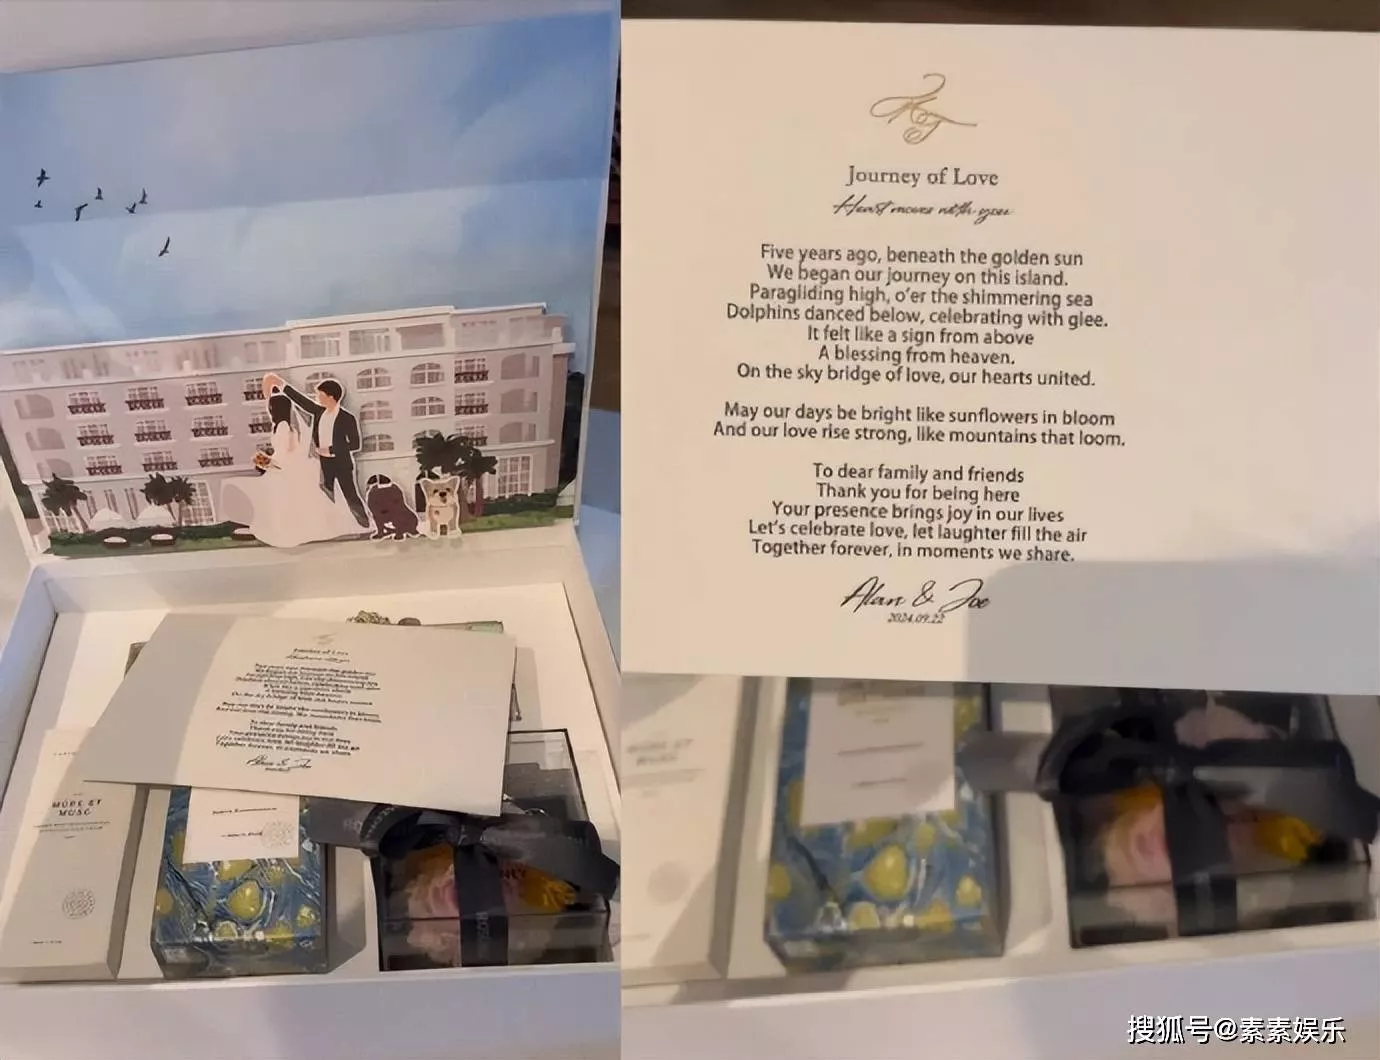 Journey of Love
Heart moves with you
Five years ago, beneath the golden sun
We began our journey on this island.
Paragliding high, o'er the shimmering sea
Dolphins danced below, celebrating with glee.
It felt like a sign from above
A blessing from heaven.
On the sky bridge of love, our hearts united.
May our days be bright like sunflowers in bloom
And our love rise strong, like mountains that loom.
To dear family and friends
Thank you for being here
Your presence brings joy in our lives
Let's celebrate love, let laughter fill the air
Together forever, in moments we share.
Alan & Joe
2024.09.22
MÛRE ET
MUSC
搜狐号@素素娱乐